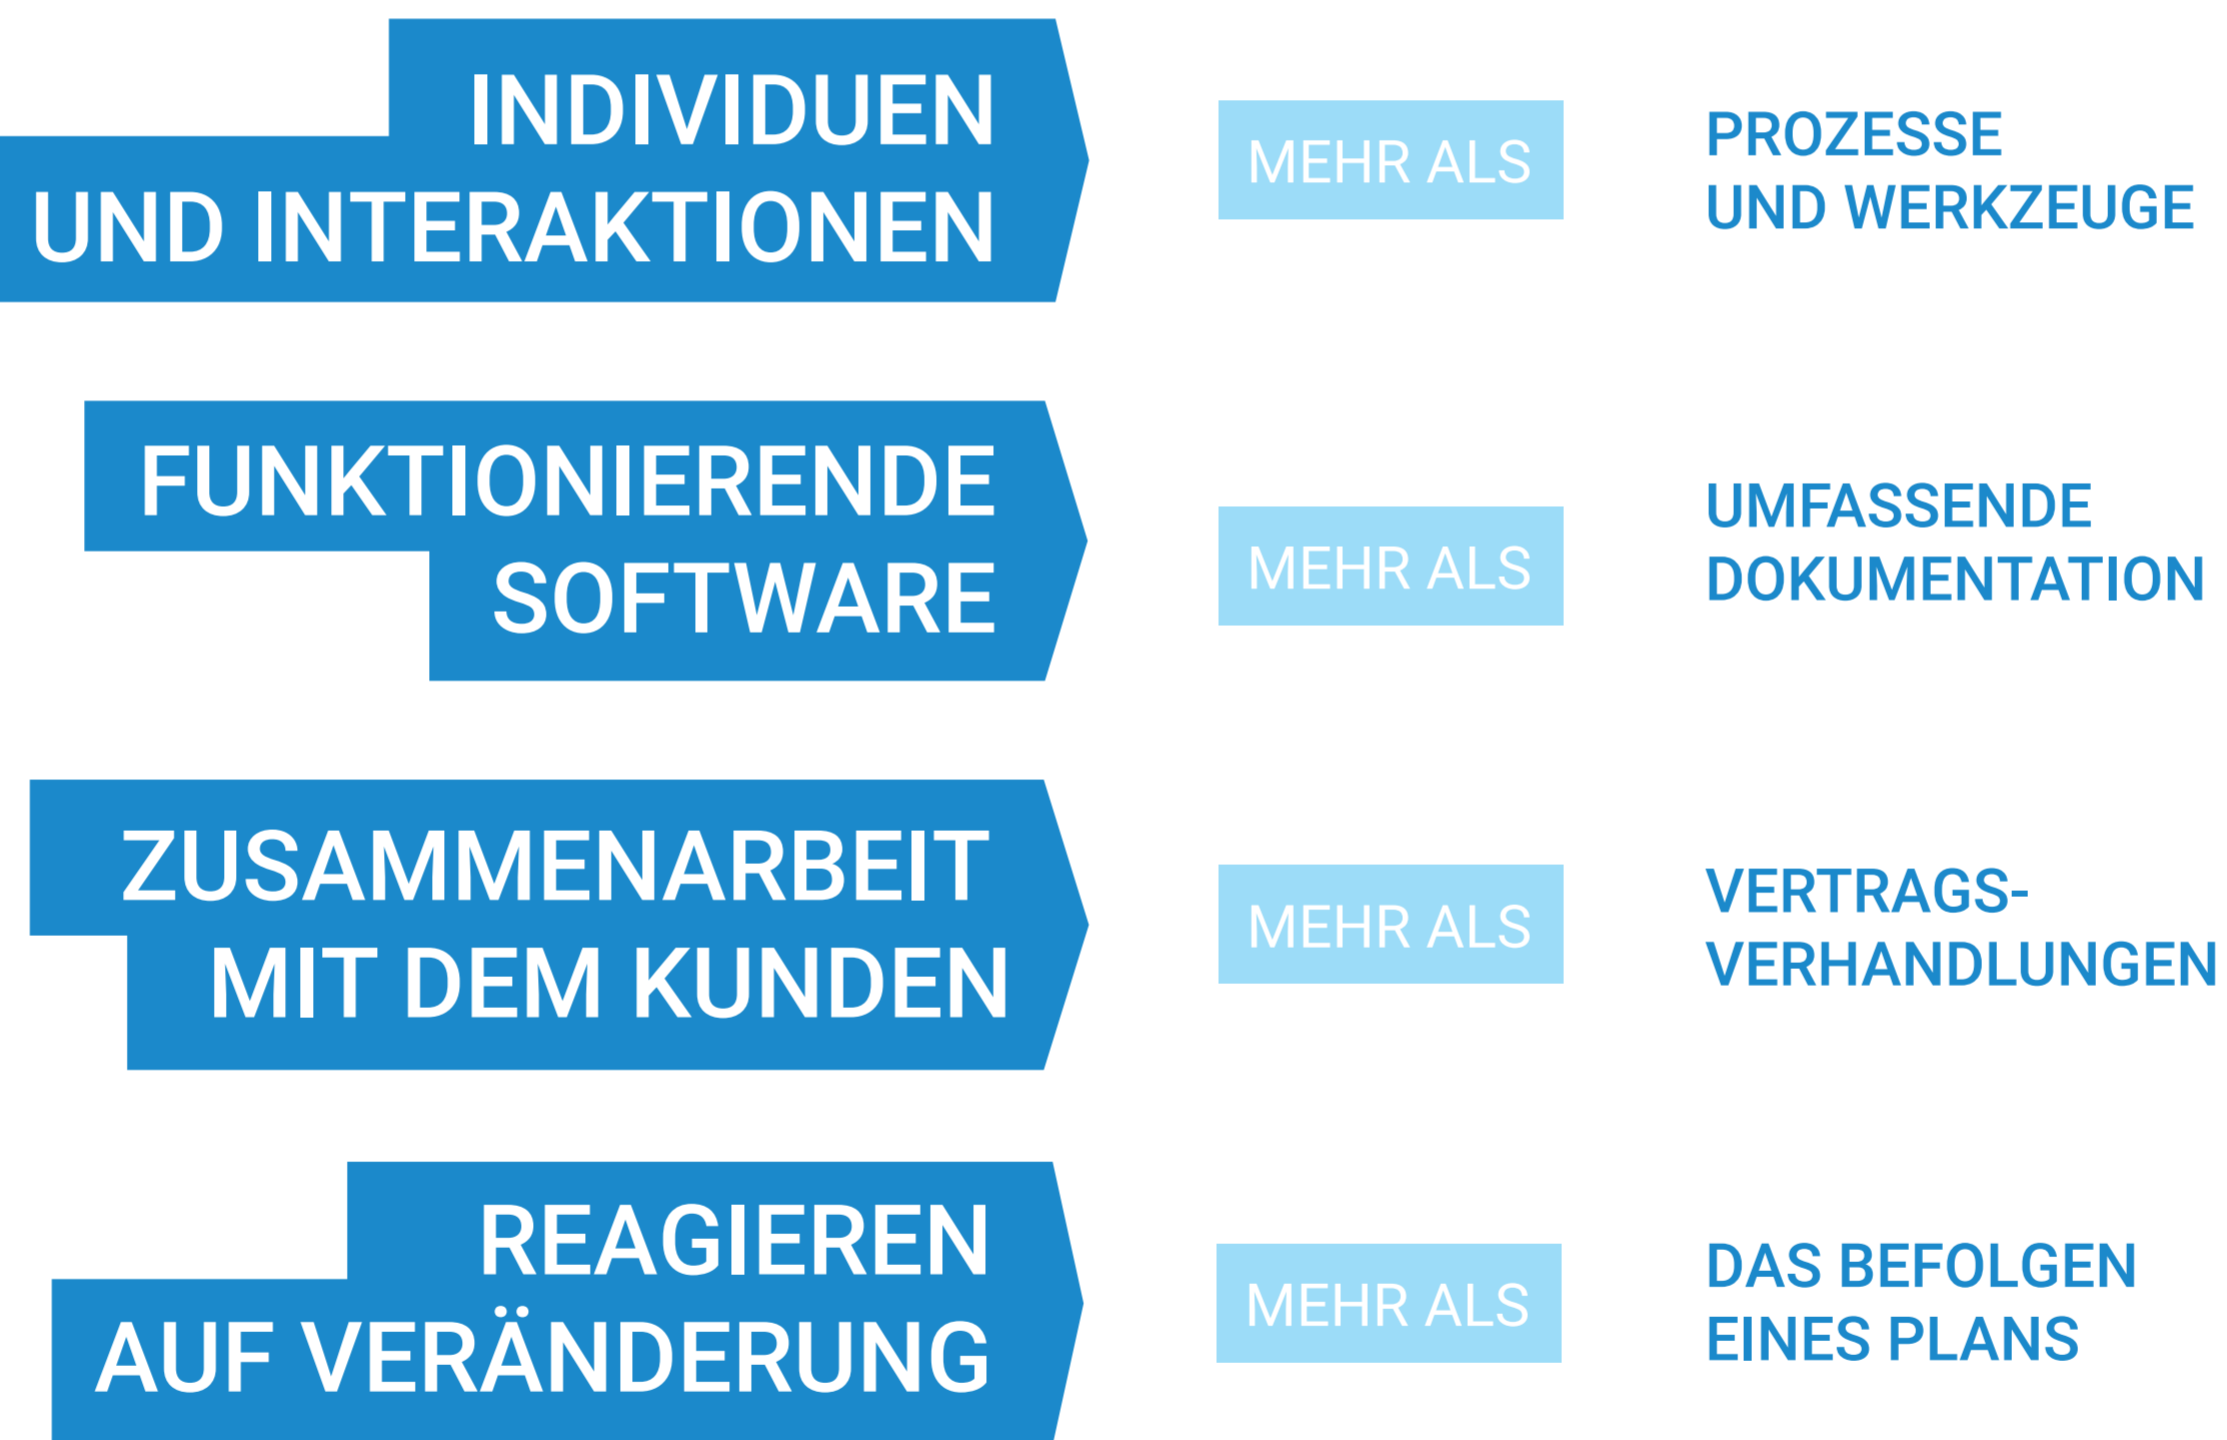 INDIVIDUEN
UND INTERAKTIONEN
MEHR ALS
PROZESSE
UND WERKZEUGE
FUNKTIONIERENDE
SOFTWARE
MEHR ALS
UMFASSENDE
DOKUMENTATION
ZUSAMMENARBEIT
MIT DEM KUNDEN
MEHR ALS
VERTRAGS-
VERHANDLUNGEN
REAGIEREN
AUF VERÄNDERUNG
MEHR ALS
DAS BEFOLGEN
EINES PLANS